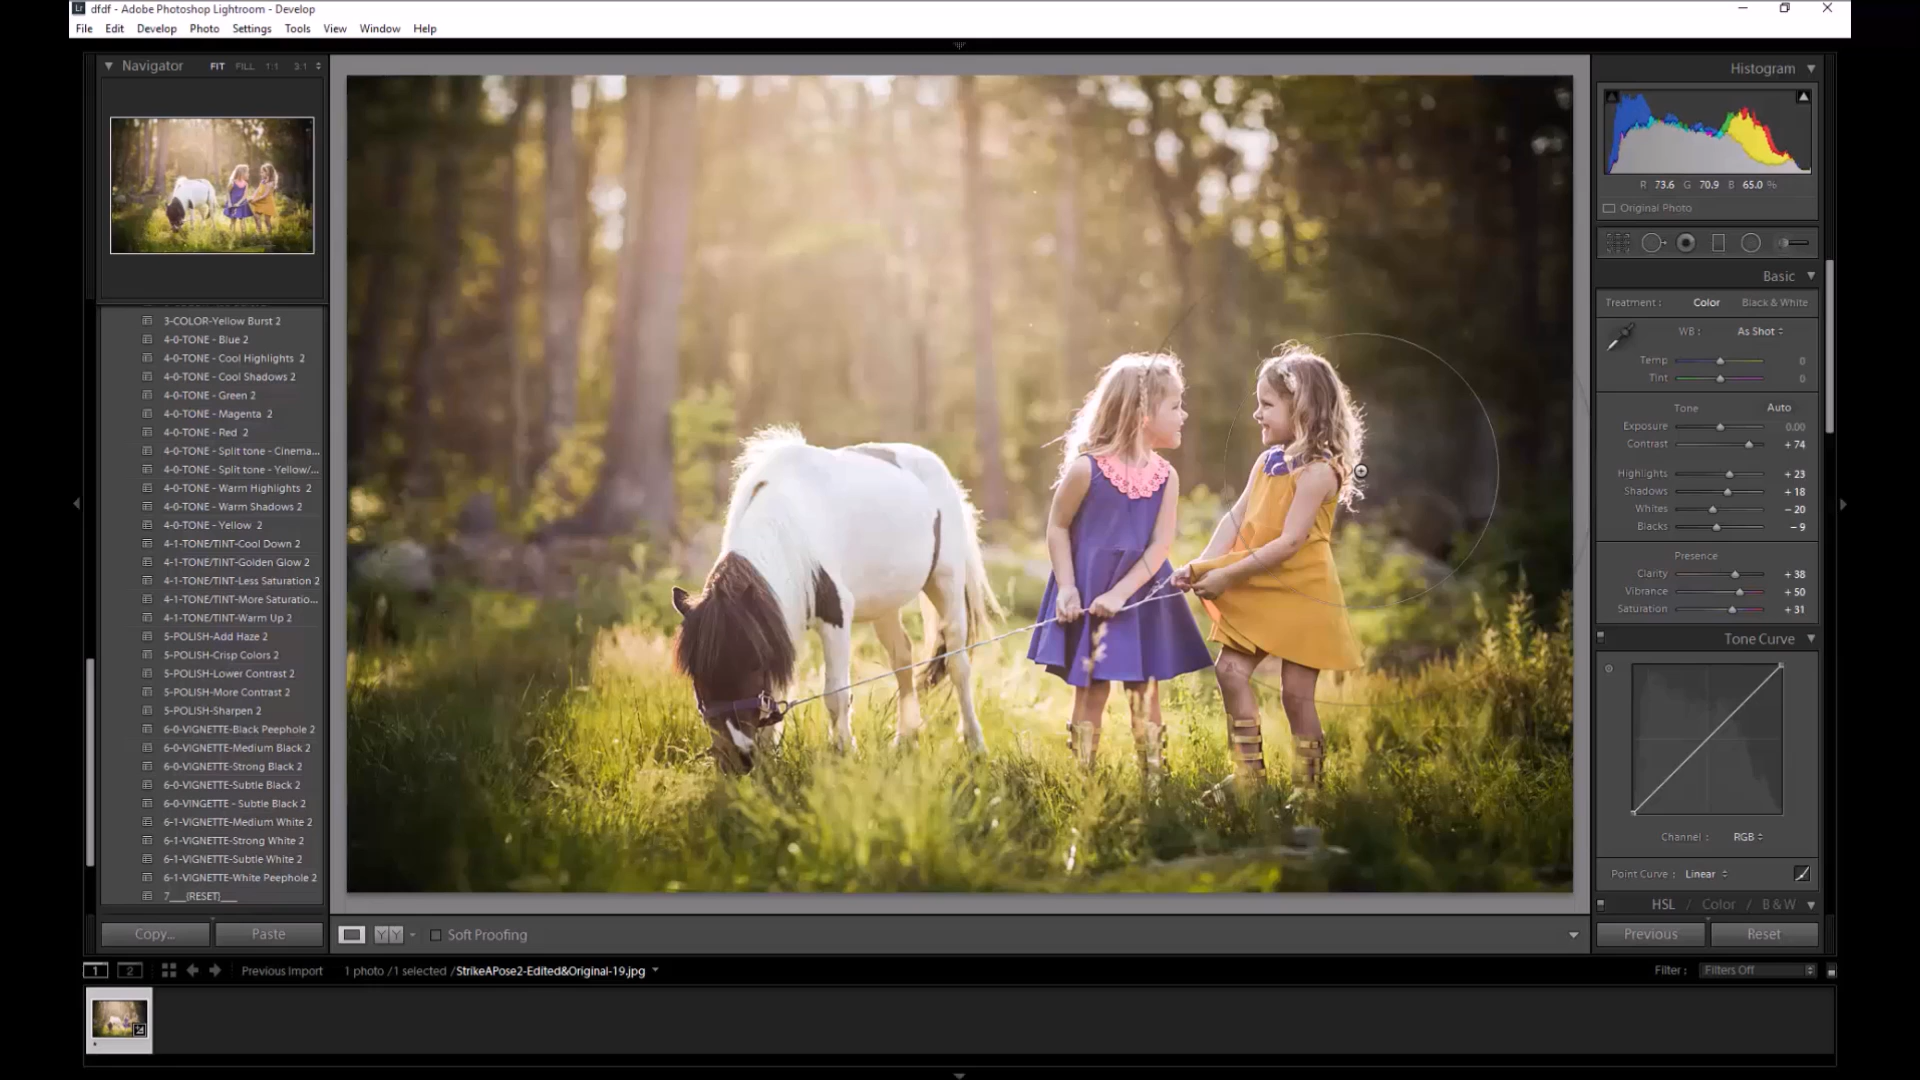 Lr dfdf - Adobe Photoshop Lightroom - Develop
File Edit Develop Photo Settings Tools View Window Help
Navigator FIT FILL 1:1 3:1
3-COLOR-Yellow Burst 2
4-0-TONE - Blue 2
4-0-TONE - Cool Highlights 2
4-0-TONE - Cool Shadows 2
4-0-TONE - Green 2
4-0-TONE - Magenta 2
4-0-TONE - Red 2
4-0-TONE - Split tone - Cinema...
4-0-TONE - Split tone - Yellow/...
4-0-TONE - Warm Highlights 2
4-0-TONE - Warm Shadows 2
4-0-TONE - Yellow 2
4-1-TONE/TINT-Cool Down 2
4-1-TONE/TINT-Golden Glow 2
4-1-TONE/TINT-Less Saturation 2
4-1-TONE/TINT-More Saturatio...
4-1-TONE/TINT-Warm Up 2
5-POLISH-Add Haze 2
5-POLISH-Crisp Colors 2
5-POLISH-Lower Contrast 2
5-POLISH-More Contrast 2
5-POLISH-Sharpen 2
6-0-VIGNETTE-Black Peephole 2
6-0-VIGNETTE-Medium Black 2
6-0-VIGNETTE-Strong Black 2
6-0-VIGNETTE-Subtle Black 2
6-0-VINGETTE - Subtle Black 2
6-1-VIGNETTE-Medium White 2
6-1-VIGNETTE-Strong White 2
6-1-VIGNETTE-Subtle White 2
6-1-VIGNETTE-White Peephole 2
7___(RESET)___
Copy... Paste
Y Y Soft Proofing
Histogram
R 73.6 G 70.9 B 65.0 %
Original Photo
Basic
Treatment : Color Black & White
WB : As Shot
Temp 0
Tint 0
Tone Auto
Exposure 0.00
Contrast + 74
Highlights + 23
Shadows + 18
Whites − 20
Blacks − 9
Presence
Clarity + 38
Vibrance + 50
Saturation + 31
Tone Curve
Channel : RGB
Point Curve : Linear
HSL / Color / B & W
Previous Reset
1 2 Previous Import 1 photo / 1 selected / StrikeAPose2-Edited&Original-19.jpg Filter : Filters Off